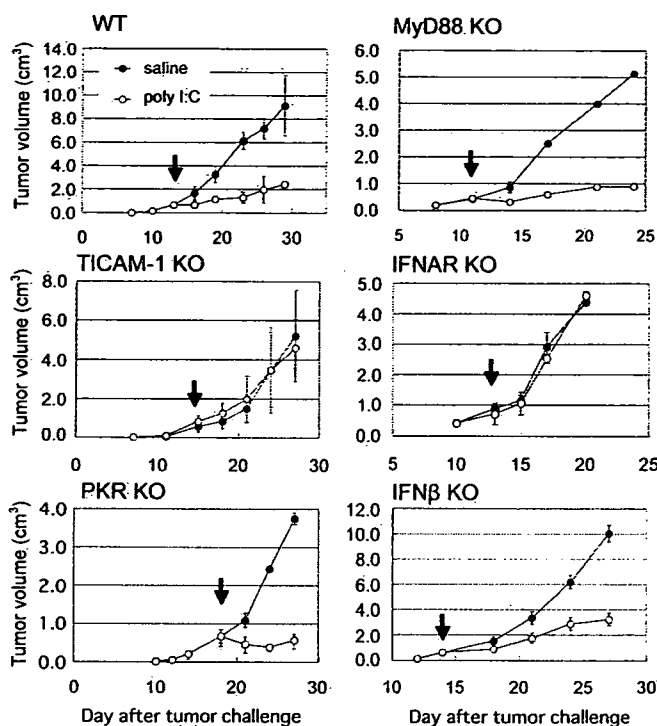 WT
MyD88 KO
Tumor volume (cm3)
14.0
12.0
10.0
8.0
6.0
4.0
2.0
0.0
saline
poly I:C
0 10 20 30
6.0
5.0
4.0
3.0
2.0
1.0
0.0
5 10 15 20 25
TICAM-1 KO
IFNAR KO
Tumor volume (cm3)
8.0
6.0
4.0
2.0
0.0
0 10 20 30
5.0
4.0
3.0
2.0
1.0
0.0
5 10 15 20 25
PKR KO
IFNβ KO
Tumor volume (cm3)
4.0
3.0
2.0
1.0
0.0
0 10 20 30
12.0
10.0
8.0
6.0
4.0
2.0
0.0
10 15 20 25 30
Day after tumor challenge
Day after tumor challenge